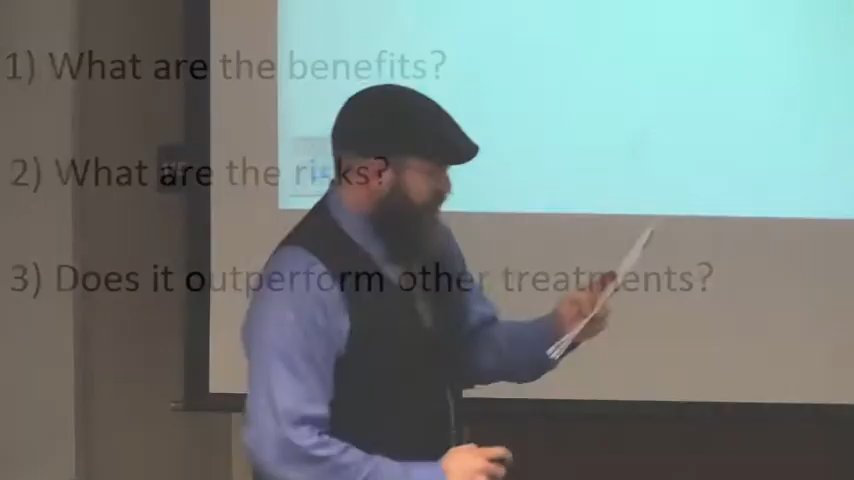 1) What are the benefits?
2) What are the risks?
3) Does it outperform other treatments?